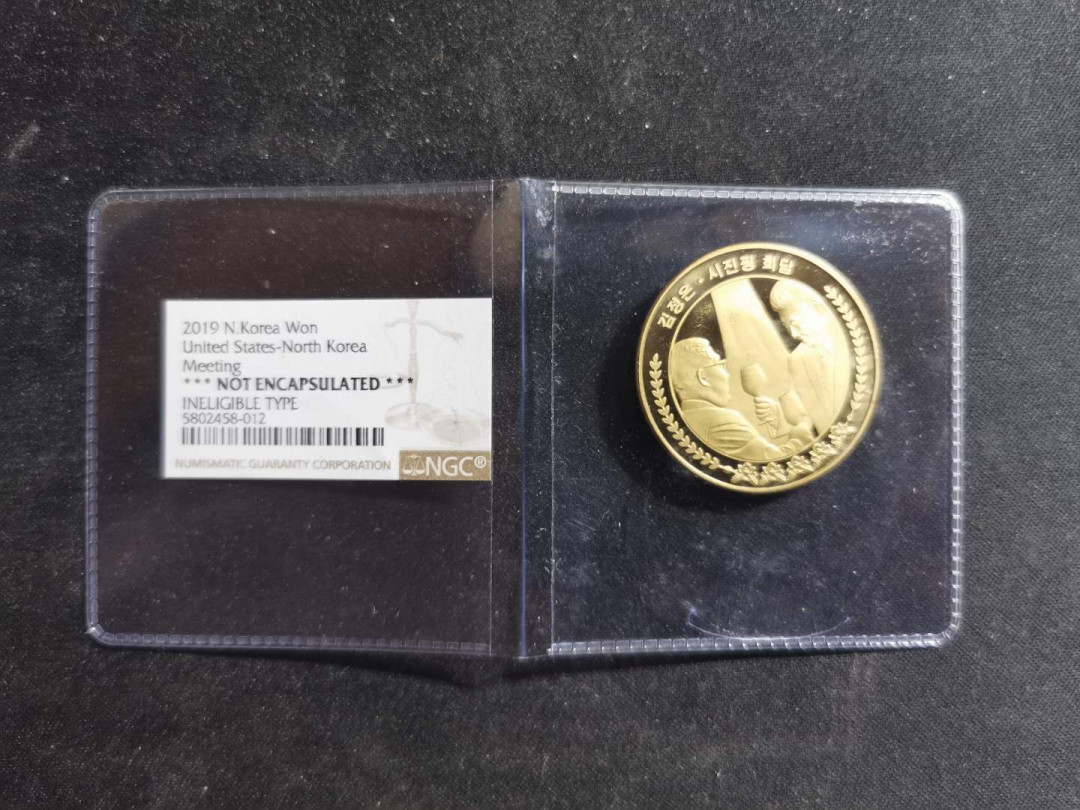 2019 N.Korea Won
United States-North Korea
Meeting
*** NOT ENCAPSULATED ***
INELIGIBLE TYPE
5802458-012
NUMISMATIC GUARANTY CORPORATION
NGC®
김정은·시진핑 회담